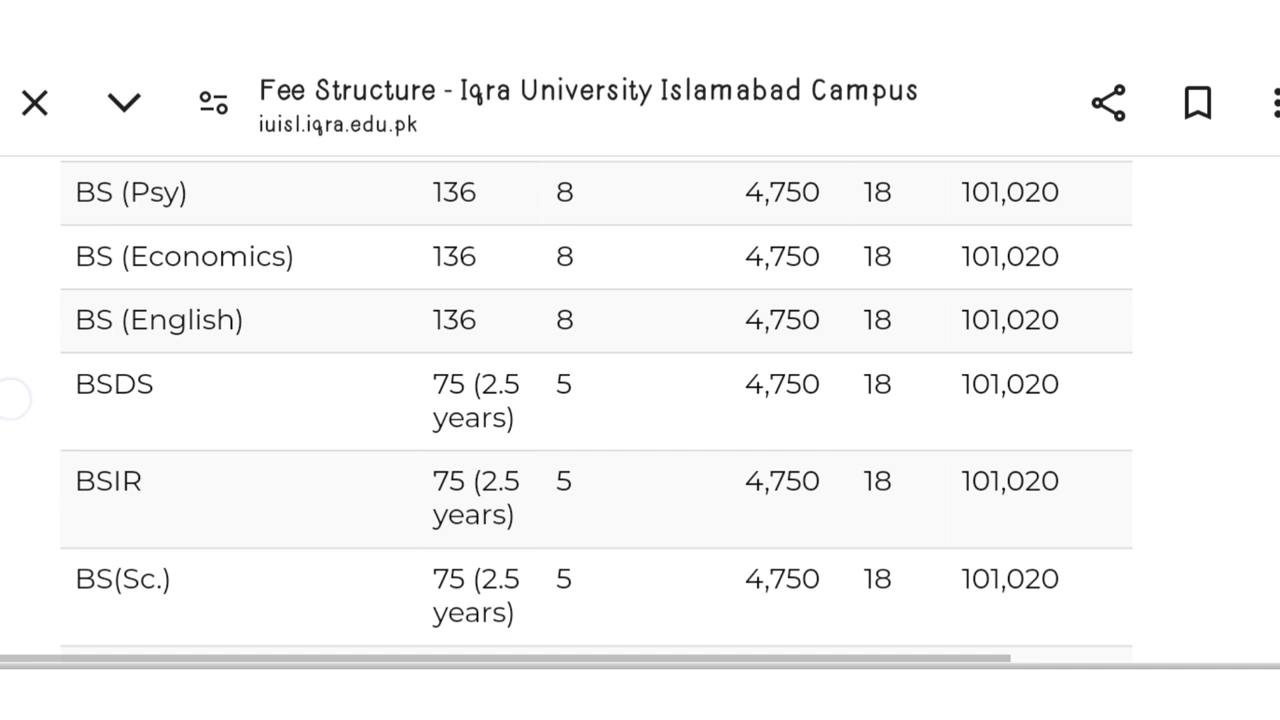 Fee Structure - Iqra University Islamabad Campus
iuisl.iqra.edu.pk
BS (Psy) 136 8 4,750 18 101,020
BS (Economics) 136 8 4,750 18 101,020
BS (English) 136 8 4,750 18 101,020
BSDS 75 (2.5 5 4,750 18 101,020
years)
BSIR 75 (2.5 5 4,750 18 101,020
years)
BS(Sc.) 75 (2.5 5 4,750 18 101,020
years)